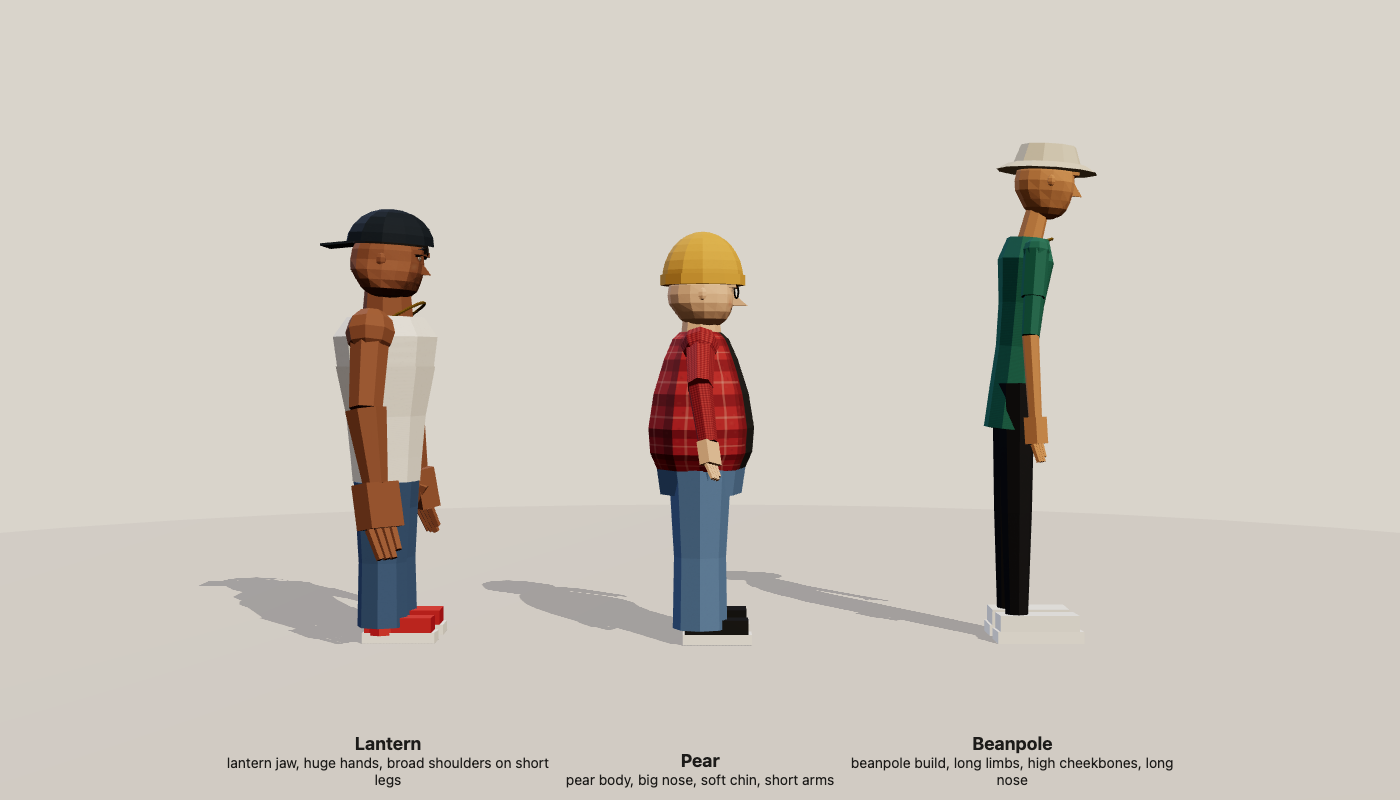 Lantern
lantern jaw, huge hands, broad shoulders on short
legs
Pear
pear body, big nose, soft chin, short arms
Beanpole
beanpole build, long limbs, high cheekbones, long
nose